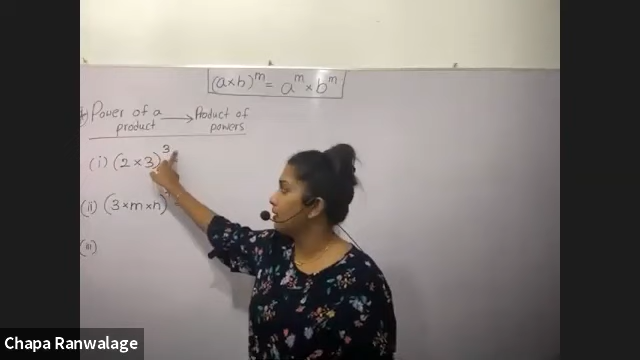 (a×b)^m = a^m × b^m
Power of a product → Product of powers
(i) (2 × 3)^3
(ii) (3 × m × n)
(iii)
Chapa Ranwalage